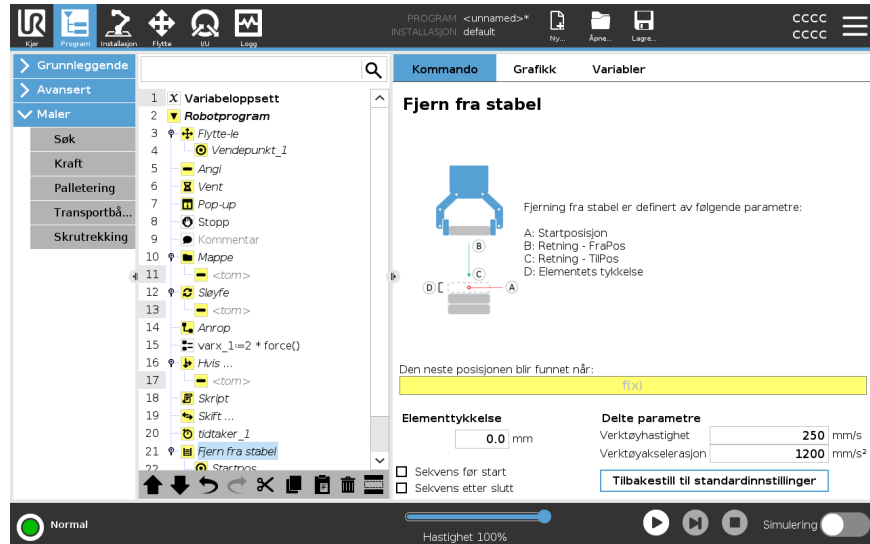 PROGRAM <unnamed>*
INSTALLASJON default
CCCC
CCCC
UR
Kjør
Program
Installasjon
Flytte
I/U
Logg
Ny...
Åpne...
Lagre...
Grunnleggende
Avansert
Maler
Søk
Kraft
Palletering
Transportbå...
Skrutrekking
1 X Variabeloppsett
2 Robotprogram
3 Flytte-le
4 Vendepunkt_1
5 Angi
6 Vent
7 Pop-up
8 Stopp
9 Kommentar
10 Mappe
11 <tom>
12 Sløyfe
13 <tom>
14 Anrop
15 varx_1≔2 * force()
16 Hvis ...
17 <tom>
18 Skript
19 Skift ...
20 tidtaker_1
21 Fjern fra stabel
22 Startpos
Kommando
Grafikk
Variabler
Fjern fra stabel
B
C
D
A
Fjerning fra stabel er definert av følgende parametre:
A: Startposisjon
B: Retning - FraPos
C: Retning - TilPos
D: Elementets tykkelse
Den neste posisjonen blir funnet når:
f(x)
Elementtykkelse
0.0 mm
Sekvens før start
Sekvens etter slutt
Delte parametre
Verktøyhastighet 250 mm/s
Verktøyakselerasjon 1200 mm/s²
Tilbakestill til standardinnstillinger
Normal
Hastighet 100%
Simulering